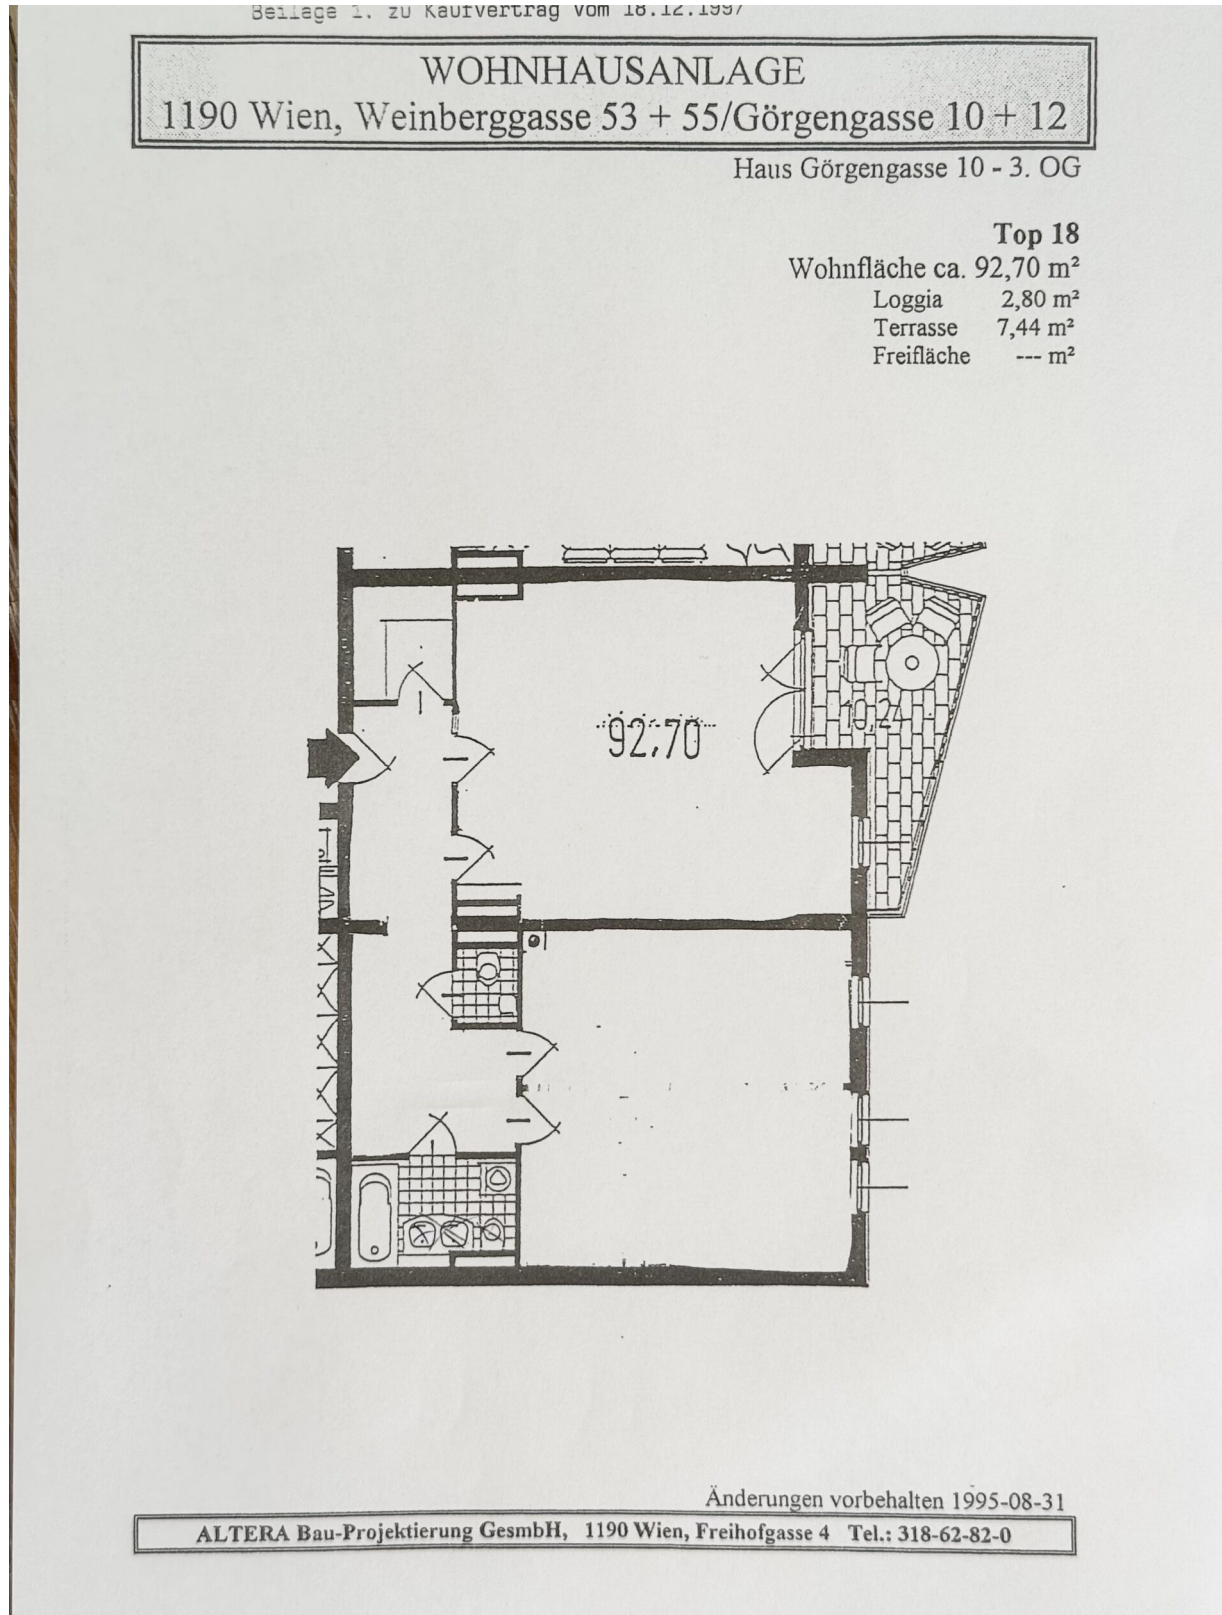 Beilage 1. zu Kaufvertrag vom 18.12.1997
WOHNHAUSANLAGE
1190 Wien, Weinberggasse 53 + 55/Görgengasse 10 + 12
Haus Görgengasse 10 - 3. OG
Top 18
Wohnfläche ca. 92,70 m²
Loggia 2,80 m²
Terrasse 7,44 m²
Freifläche --- m²
92,70
Änderungen vorbehalten 1995-08-31
ALTERA Bau-Projektierung GesmbH, 1190 Wien, Freihofgasse 4 Tel.: 318-62-82-0